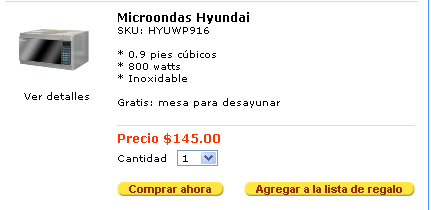 Microondas Hyundai
SKU: HYUWP916
* 0.9 pies cúbicos
* 800 watts
* Inoxidable
Ver detalles
Gratis: mesa para desayunar
Precio $145.00
Cantidad 1
Comprar ahora Agregar a la lista de regalo